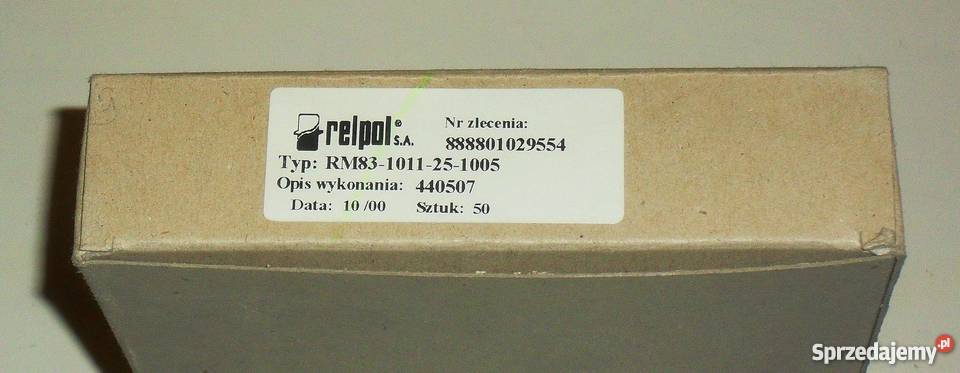 relpol® S.A.
Nr zlecenia:
888801029554
Typ: RM83-1011-25-1005
Opis wykonania: 440507
Data: 10 /00 Sztuk: 50
Sprzedajemy.pl